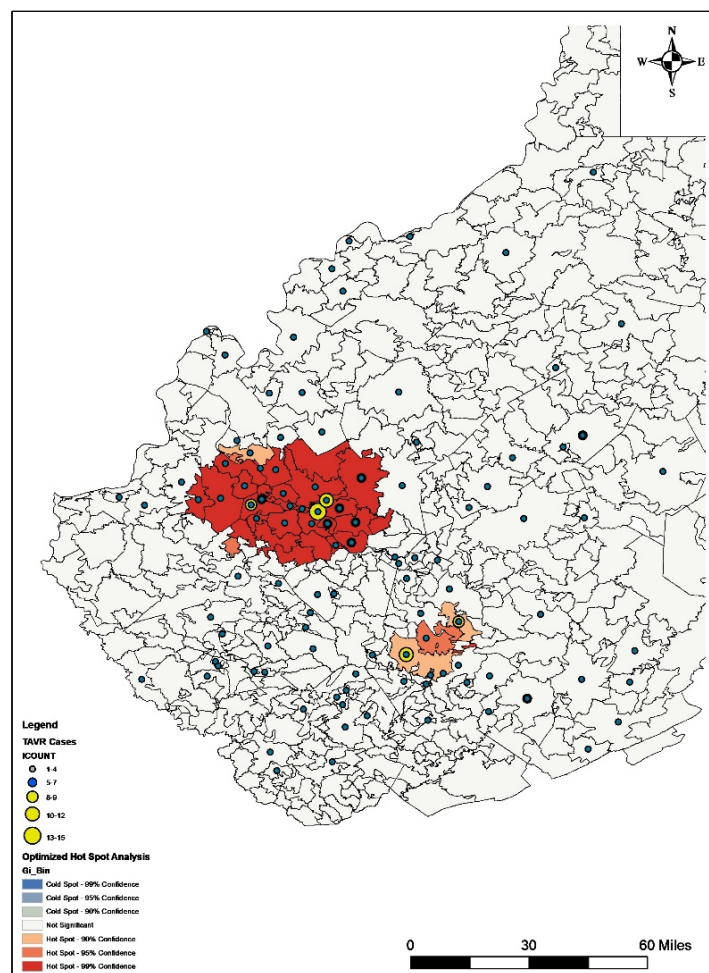 N
W E
S
Legend
TAVR Cases
ICOUNT
1-4
5-7
8-9
10-12
13-15
Optimized Hot Spot Analysis
Gi_Bin
Cold Spot - 99% Confidence
Cold Spot - 95% Confidence
Cold Spot - 90% Confidence
Not Significant
Hot Spot - 90% Confidence
Hot Spot - 95% Confidence
Hot Spot - 99% Confidence
0 30 60 Miles